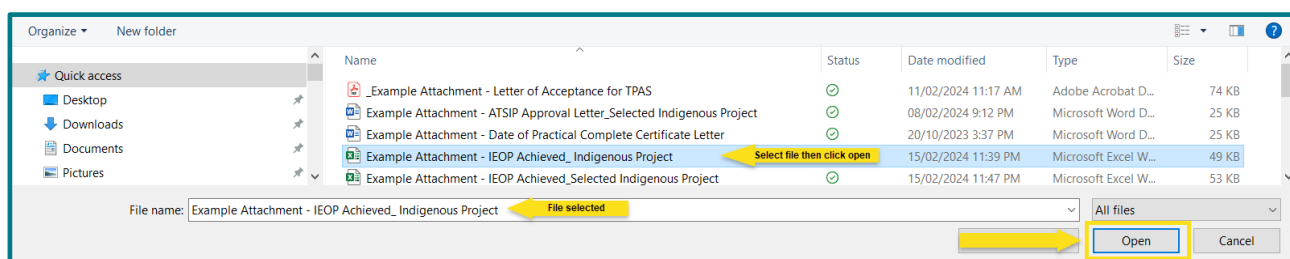 Organize New folder ?
Name Status Date modified Type Size
Quick access
_Example Attachment - Letter of Acceptance for TPAS 11/02/2024 11:17 AM Adobe Acrobat D... 74 KB
Desktop
Example Attachment - ATSIP Approval Letter_Selected Indigenous Project 08/02/2024 9:12 PM Microsoft Word D... 25 KB
Downloads
Example Attachment - Date of Practical Complete Certificate Letter 20/10/2023 3:37 PM Microsoft Word D... 25 KB
Documents
Example Attachment - IEOP Achieved_ Indigenous Project Select file then click open 15/02/2024 11:39 PM Microsoft Excel W... 49 KB
Pictures
Example Attachment - IEOP Achieved_Selected Indigenous Project 15/02/2024 11:47 PM Microsoft Excel W... 53 KB
File name: Example Attachment - IEOP Achieved_ Indigenous Project File selected All files
Open Cancel